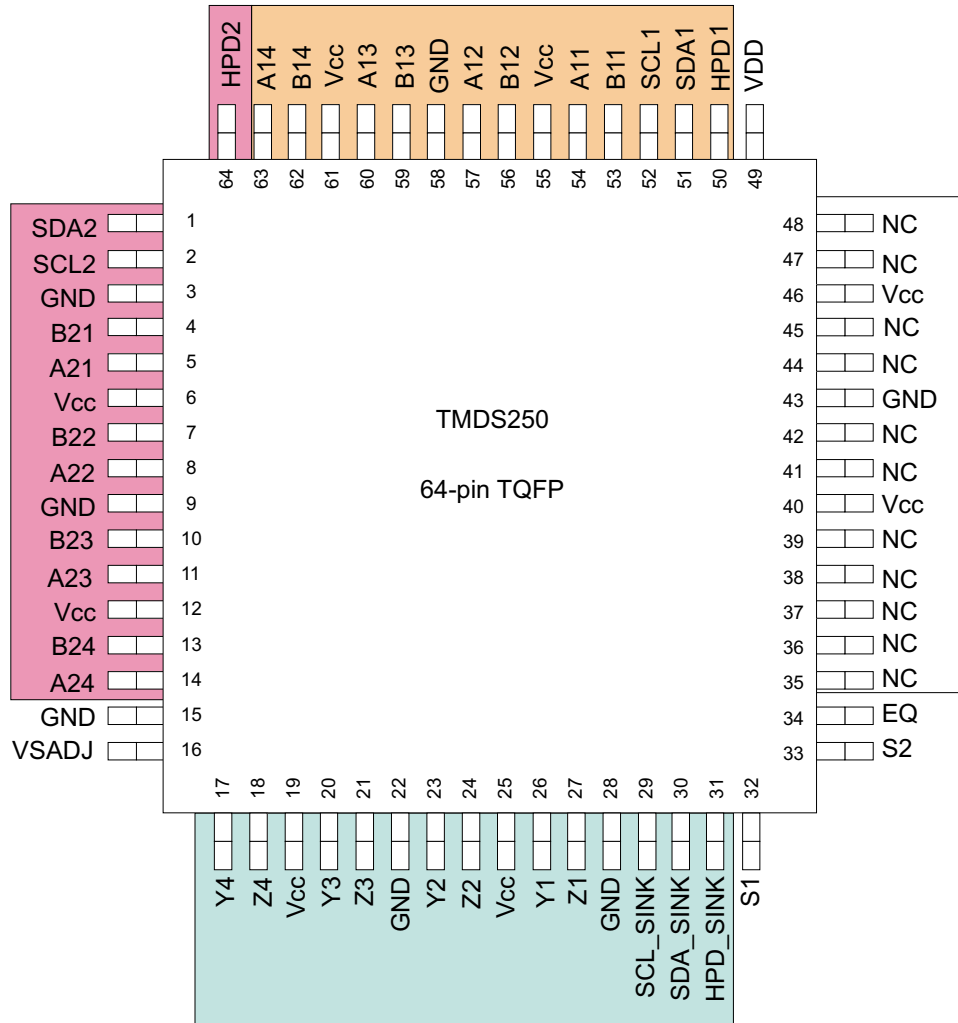 HPD2
A14
B14
Vcc
A13
B13
GND
A12
B12
Vcc
A11
B11
SCL1
SDA1
HPD1
VDD
64
63
62
61
60
59
58
57
56
55
54
53
52
51
50
49
SDA2 1
SCL2 2
GND 3
B21 4
A21 5
Vcc 6
B22 7
A22 8
GND 9
B23 10
A23 11
Vcc 12
B24 13
A24 14
GND 15
VSADJ 16
TMDS250
64-pin TQFP
48 NC
47 NC
46 Vcc
45 NC
44 NC
43 GND
42 NC
41 NC
40 Vcc
39 NC
38 NC
37 NC
36 NC
35 NC
34 EQ
33 S2
17
18
19
20
21
22
23
24
25
26
27
28
29
30
31
32
Y4
Z4
Vcc
Y3
Z3
GND
Y2
Z2
Vcc
Y1
Z1
GND
SCL_SINK
SDA_SINK
HPD_SINK
S1